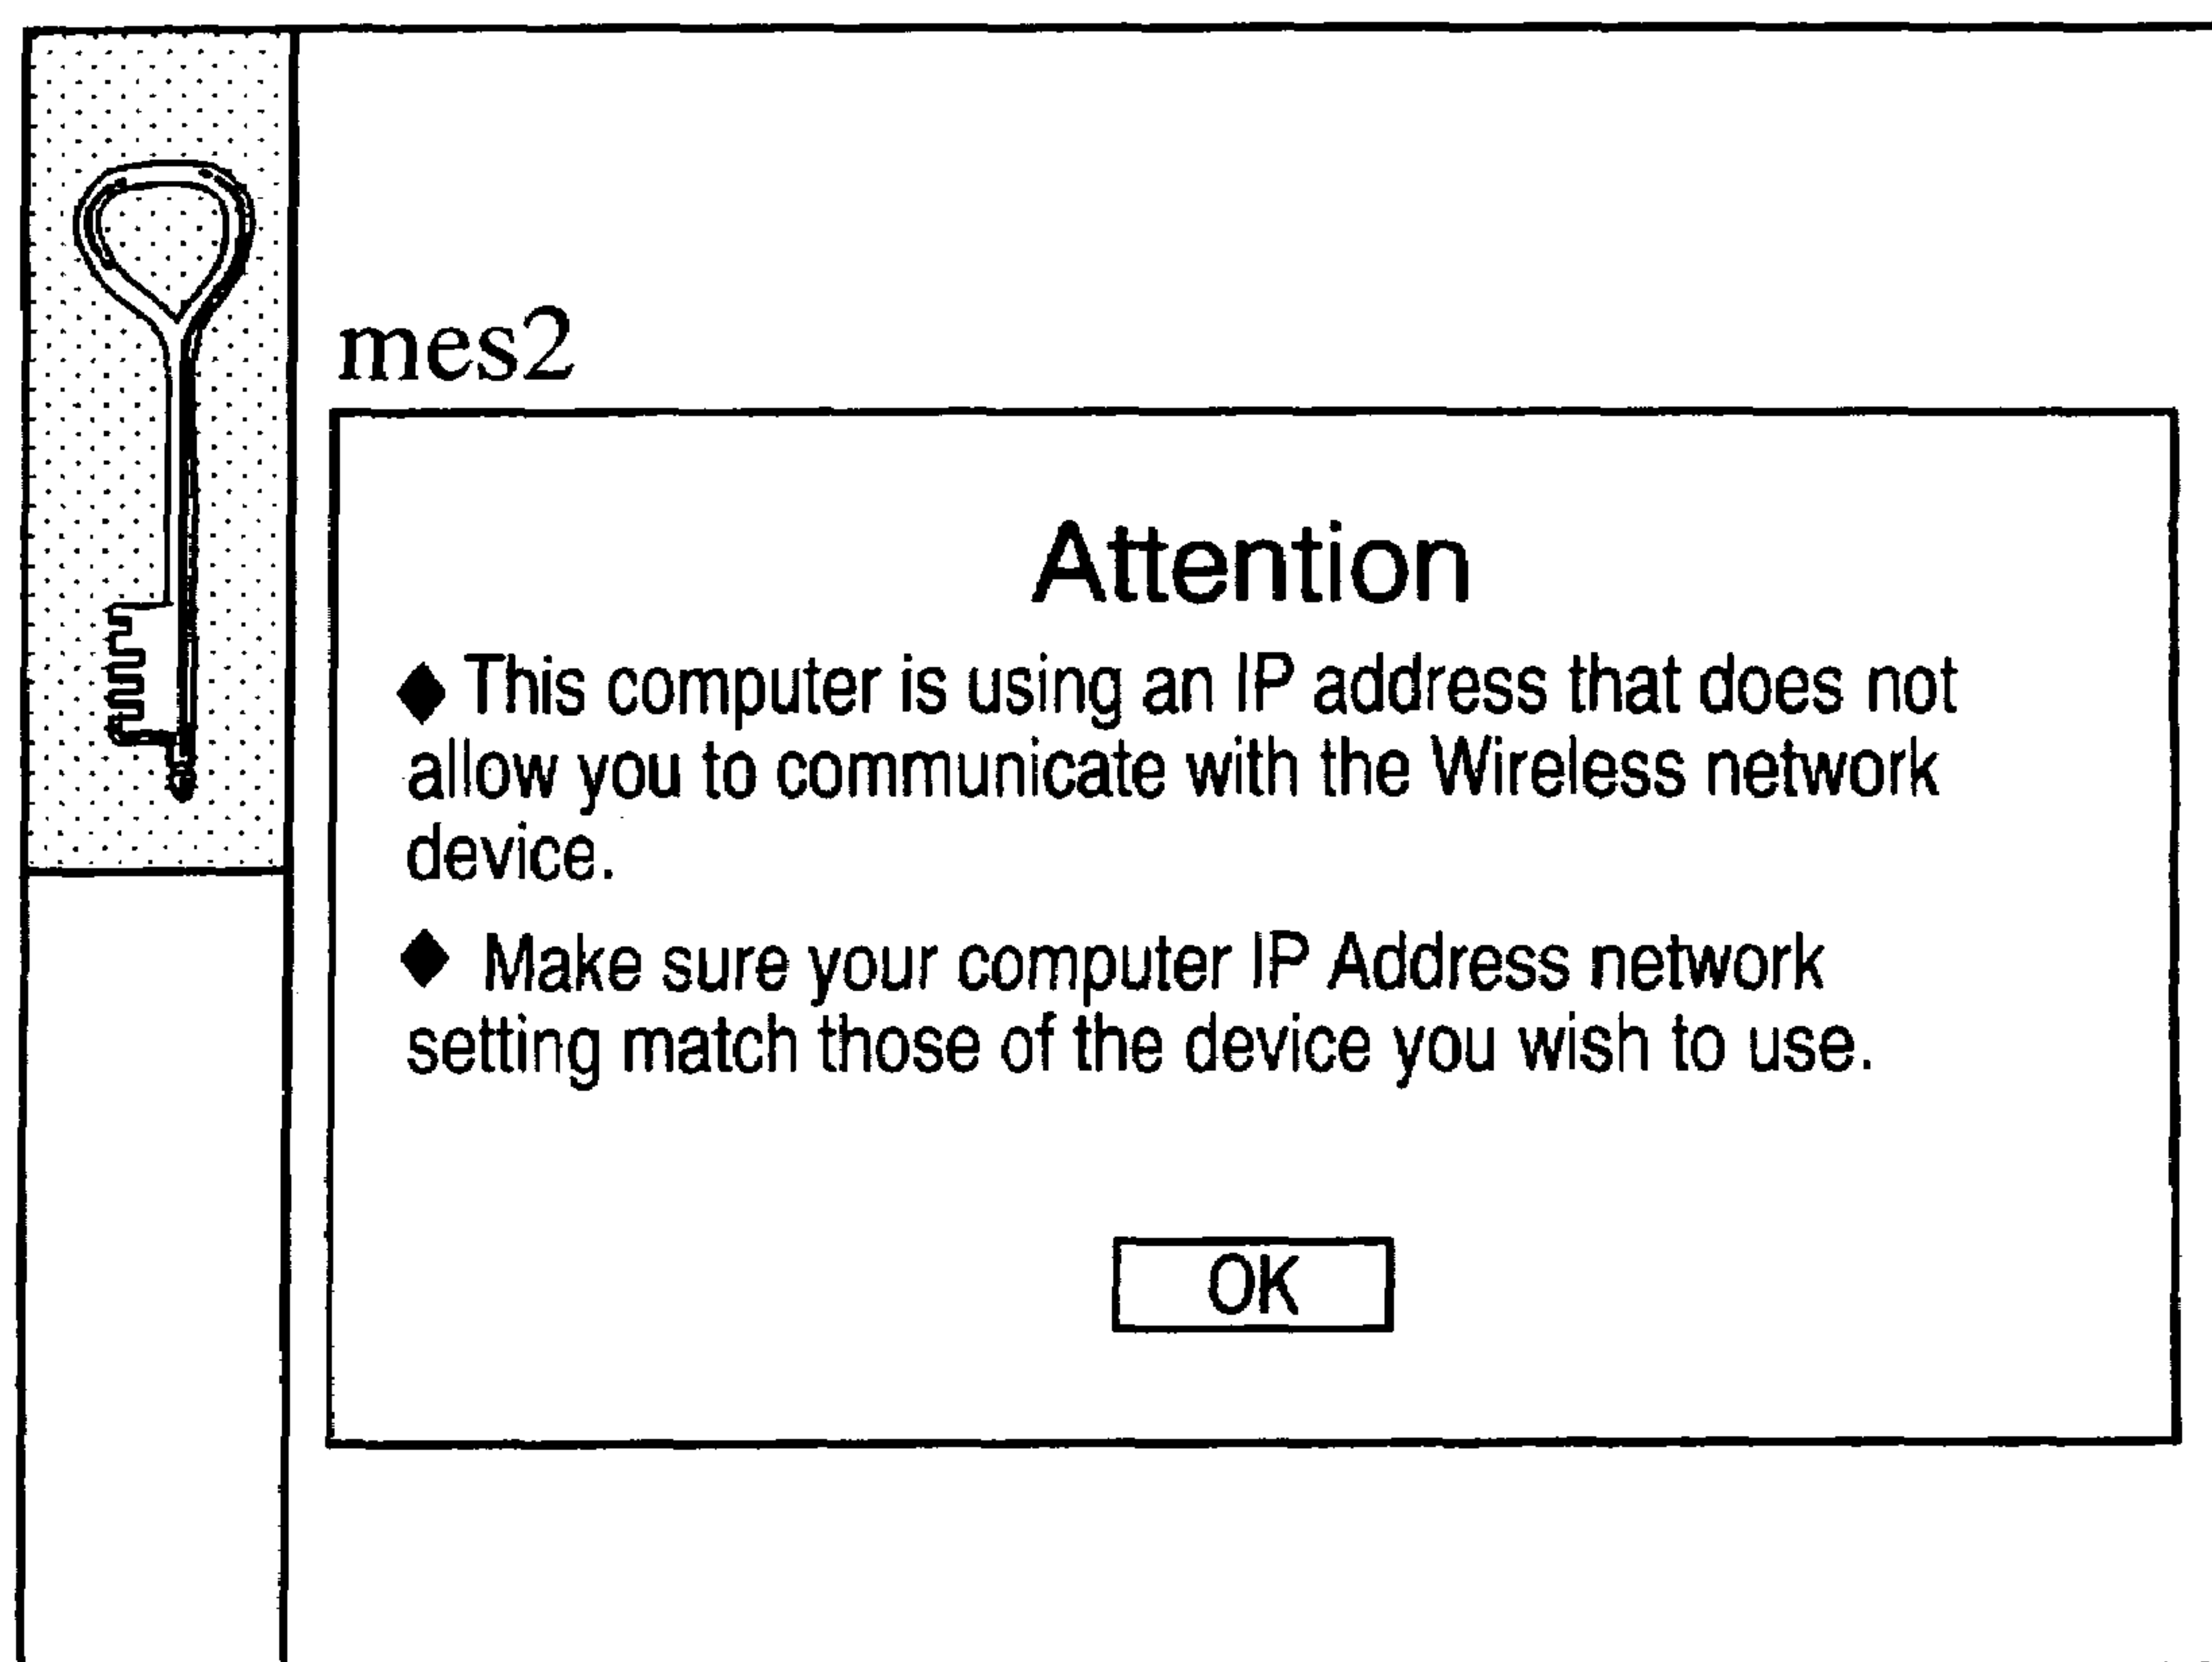 mes2
Attention
◆ This computer is using an IP address that does not
allow you to communicate with the Wireless network
device.
◆ Make sure your computer IP Address network
setting match those of the device you wish to use.
OK